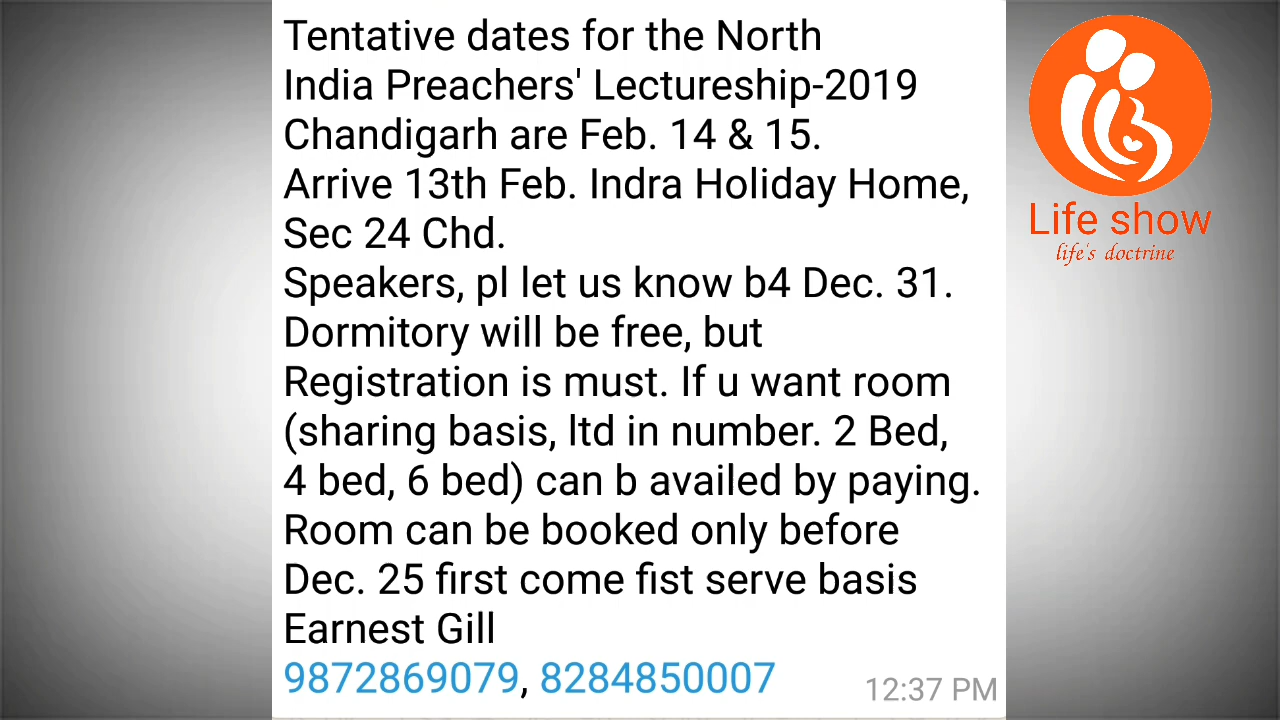 Tentative dates for the North
India Preachers' Lectureship-2019
Chandigarh are Feb. 14 & 15.
Arrive 13th Feb. Indra Holiday Home,
Sec 24 Chd.
Speakers, pl let us know b4 Dec. 31.
Dormitory will be free, but
Registration is must. If u want room
(sharing basis, ltd in number. 2 Bed,
4 bed, 6 bed) can b availed by paying.
Room can be booked only before
Dec. 25 first come fist serve basis
Earnest Gill
9872869079, 8284850007
12:37 PM
Life show
life's doctrine